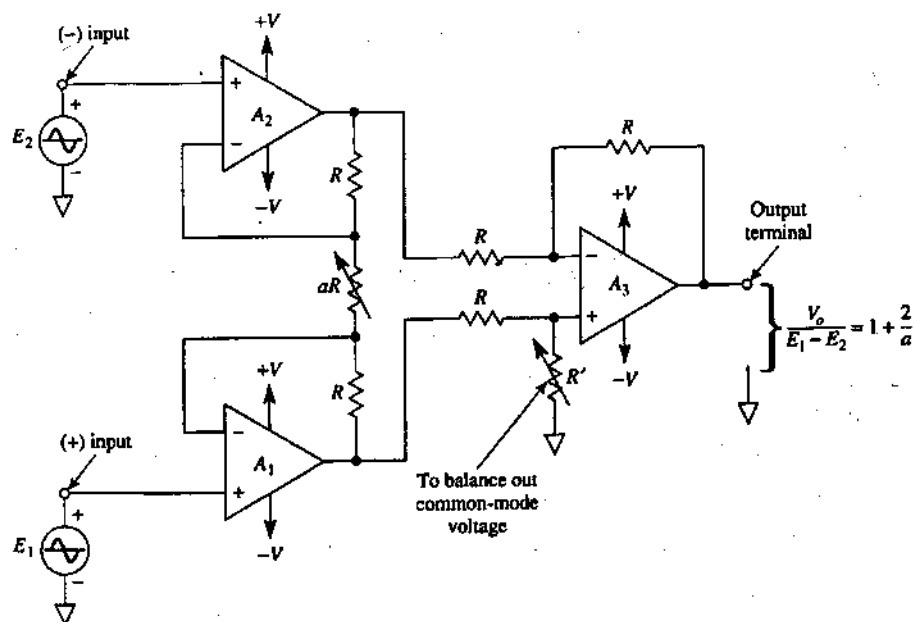 (−) input
+V
+
A₂
−
−V
+
E₂
−
R
aR
R
R
+V
R
R
−
A₃
+
−V
R′
Output
terminal
V_o / (E₁ − E₂) = 1 + 2/a
To balance out
common-mode
voltage
(+) input
+V
−
A₁
+
−V
+
E₁
−